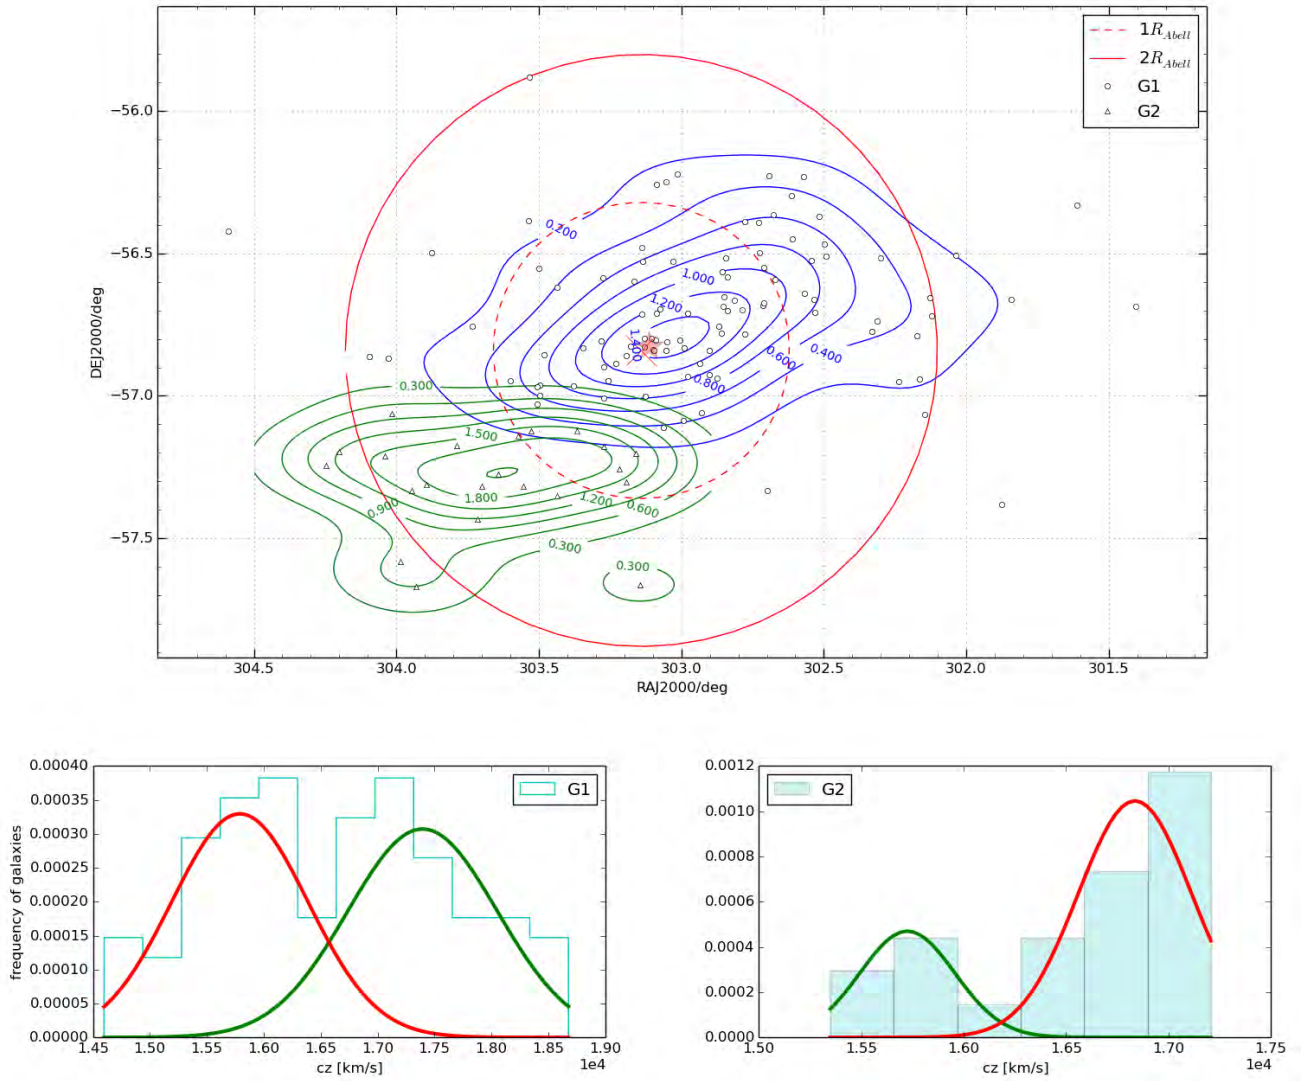 1R_Abell
2R_Abell
G1
G2
−56.0
−56.5
−57.0
−57.5
DEJ2000/deg
0.200
1.000
1.200
1.400
0.600
0.400
0.800
0.300
1.500
1.800
0.900
1.200
0.600
0.300
0.300
304.5 304.0 303.5 303.0 302.5 302.0 301.5
RAJ2000/deg
0.00040
0.00035
0.00030
0.00025
0.00020
0.00015
0.00010
0.00005
0.00000
frequency of galaxies
G1
1.45 1.50 1.55 1.60 1.65 1.70 1.75 1.80 1.85 1.90
cz [km/s]
1e4
0.0012
0.0010
0.0008
0.0006
0.0004
0.0002
0.0000
G2
1.50 1.55 1.60 1.65 1.70 1.75
cz [km/s]
1e4